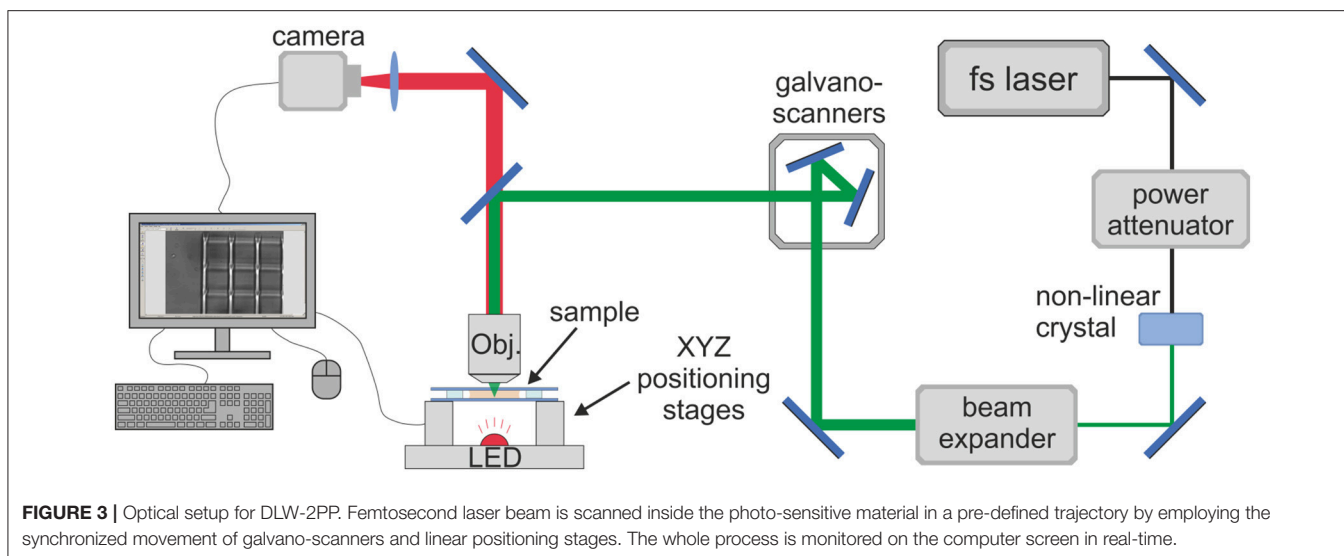 camera
galvano-
scanners
fs laser
power
attenuator
non-linear
crystal
sample
Obj.
XYZ
positioning
stages
beam
expander
LED
FIGURE 3 | Optical setup for DLW-2PP. Femtosecond laser beam is scanned inside the photo-sensitive material in a pre-defined trajectory by employing the
synchronized movement of galvano-scanners and linear positioning stages. The whole process is monitored on the computer screen in real-time.